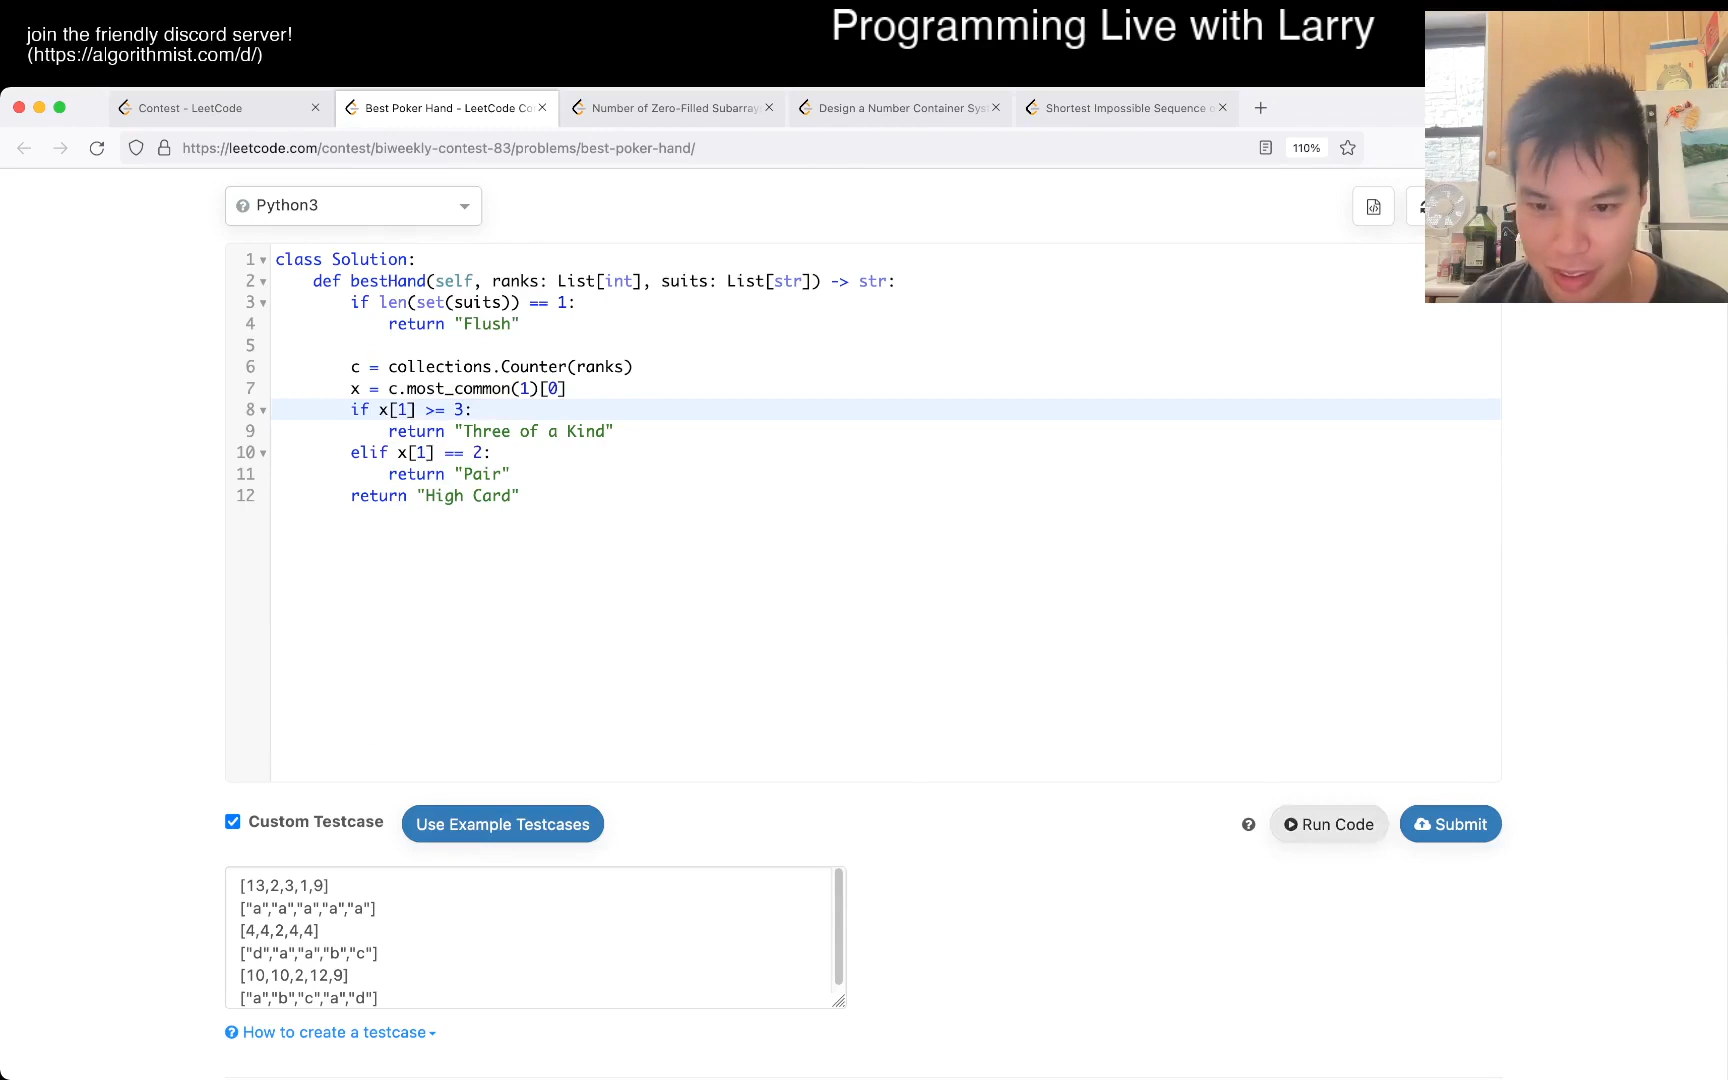 join the friendly discord server!
(https://algorithmist.com/d/)
Programming Live with Larry
Contest - LeetCode
Best Poker Hand - LeetCode Co
Number of Zero-Filled Subarray
Design a Number Container Sys
Shortest Impossible Sequence o
https://leetcode.com/contest/biweekly-contest-83/problems/best-poker-hand/
110%
Python3
1 class Solution:
2     def bestHand(self, ranks: List[int], suits: List[str]) -> str:
3         if len(set(suits)) == 1:
4             return "Flush"
5
6         c = collections.Counter(ranks)
7         x = c.most_common(1)[0]
8         if x[1] >= 3:
9             return "Three of a Kind"
10         elif x[1] == 2:
11             return "Pair"
12         return "High Card"
Custom Testcase
Use Example Testcases
Run Code
Submit
[13,2,3,1,9]
["a","a","a","a","a"]
[4,4,2,4,4]
["d","a","a","b","c"]
[10,10,2,12,9]
["a","b","c","a","d"]
How to create a testcase